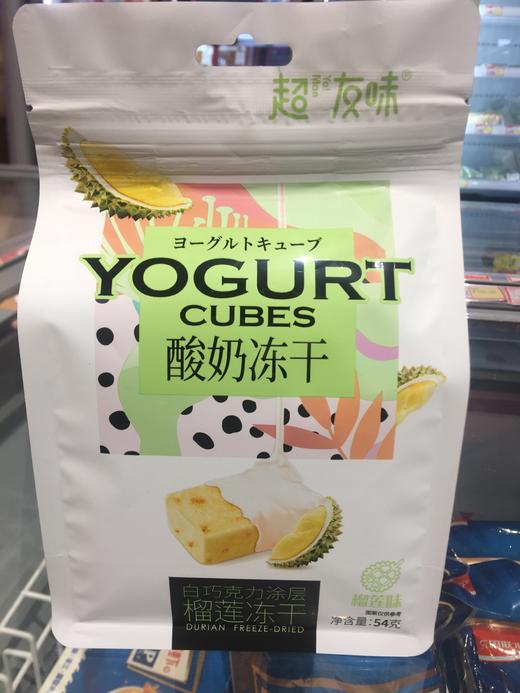 超友味®
Yoi Man
ヨーグルトキューブ
YOGURT
CUBES
酸奶冻干
白巧克力涂层
榴莲冻干
DURIAN FREEZE-DRIED
榴莲味
图案仅供参考
净含量:54克